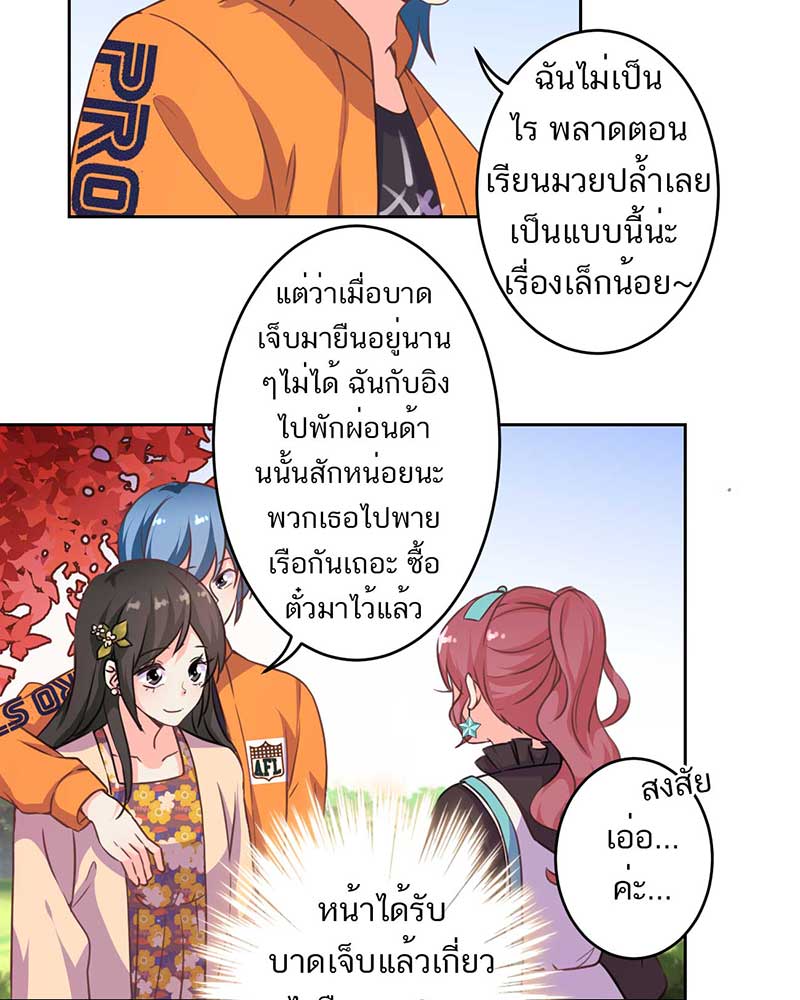 PRO
ฉันไม่เป็น
ไร พลาดตอน
เรียนมวยปล้ำเลย
เป็นแบบนี้น่ะ
เรื่องเล็กน้อย~
แต่ว่าเมื่อบาด
เจ็บมายืนอยู่นาน
ๆไม่ได้ ฉันกับอิง
ไปพักผ่อนด้า
นนั้นสักหน่อยนะ
พวกเธอไปพาย
เรือกันเถอะ ซื้อ
ตั๋วมาไว้แล้ว
PRO S
AFL
สงสัย
เอ่อ...
ค่ะ...
หน้าได้รับ
บาดเจ็บแล้วเกี่ยว